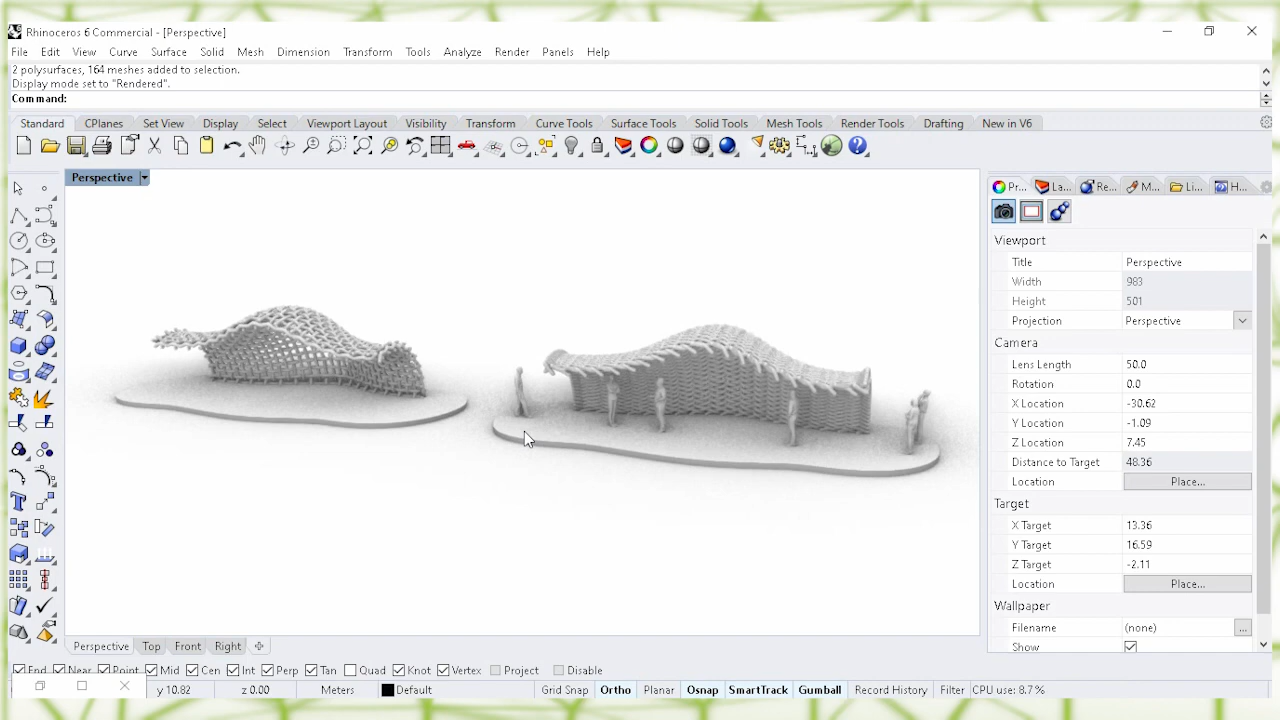 Rhinoceros 6 Commercial - [Perspective]
File Edit View Curve Surface Solid Mesh Dimension Transform Tools Analyze Render Panels Help
2 polysurfaces, 164 meshes added to selection.
Display mode set to "Rendered".
Command:
Standard CPlanes Set View Display Select Viewport Layout Visibility Transform Curve Tools Surface Tools Solid Tools Mesh Tools Render Tools Drafting New in V6
Perspective
Pr... La... Re... M... Li... H...
Viewport
Title Perspective
Width 983
Height 501
Projection Perspective
Camera
Lens Length 50.0
Rotation 0.0
X Location -30.62
Y Location -1.09
Z Location 7.45
Distance to Target 48.36
Location Place...
Target
X Target 13.36
Y Target 16.59
Z Target -2.11
Location Place...
Wallpaper
Filename (none) ...
Show
Perspective Top Front Right
End Near Point Mid Cen Int Perp Tan Quad Knot Vertex Project Disable
y 10.82 z 0.00 Meters Default Grid Snap Ortho Planar Osnap SmartTrack Gumball Record History Filter CPU use: 8.7 %